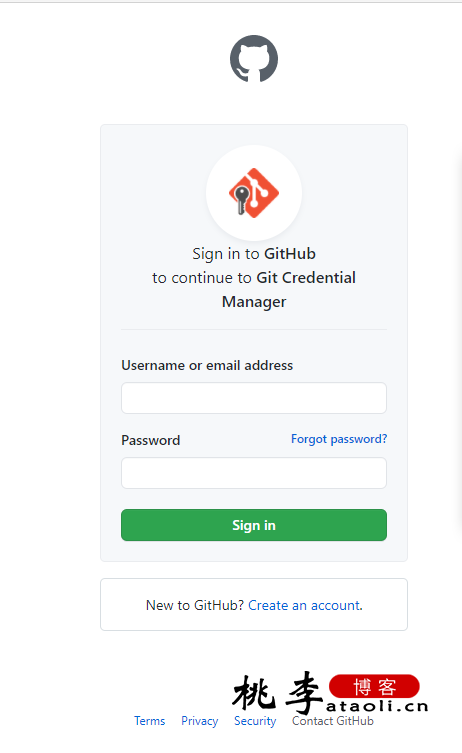 Sign in to GitHub
to continue to Git Credential
Manager
Username or email address
Password Forgot password?
Sign in
New to GitHub? Create an account.
桃李 博客
ataoli.cn
Terms Privacy Security Contact GitHub